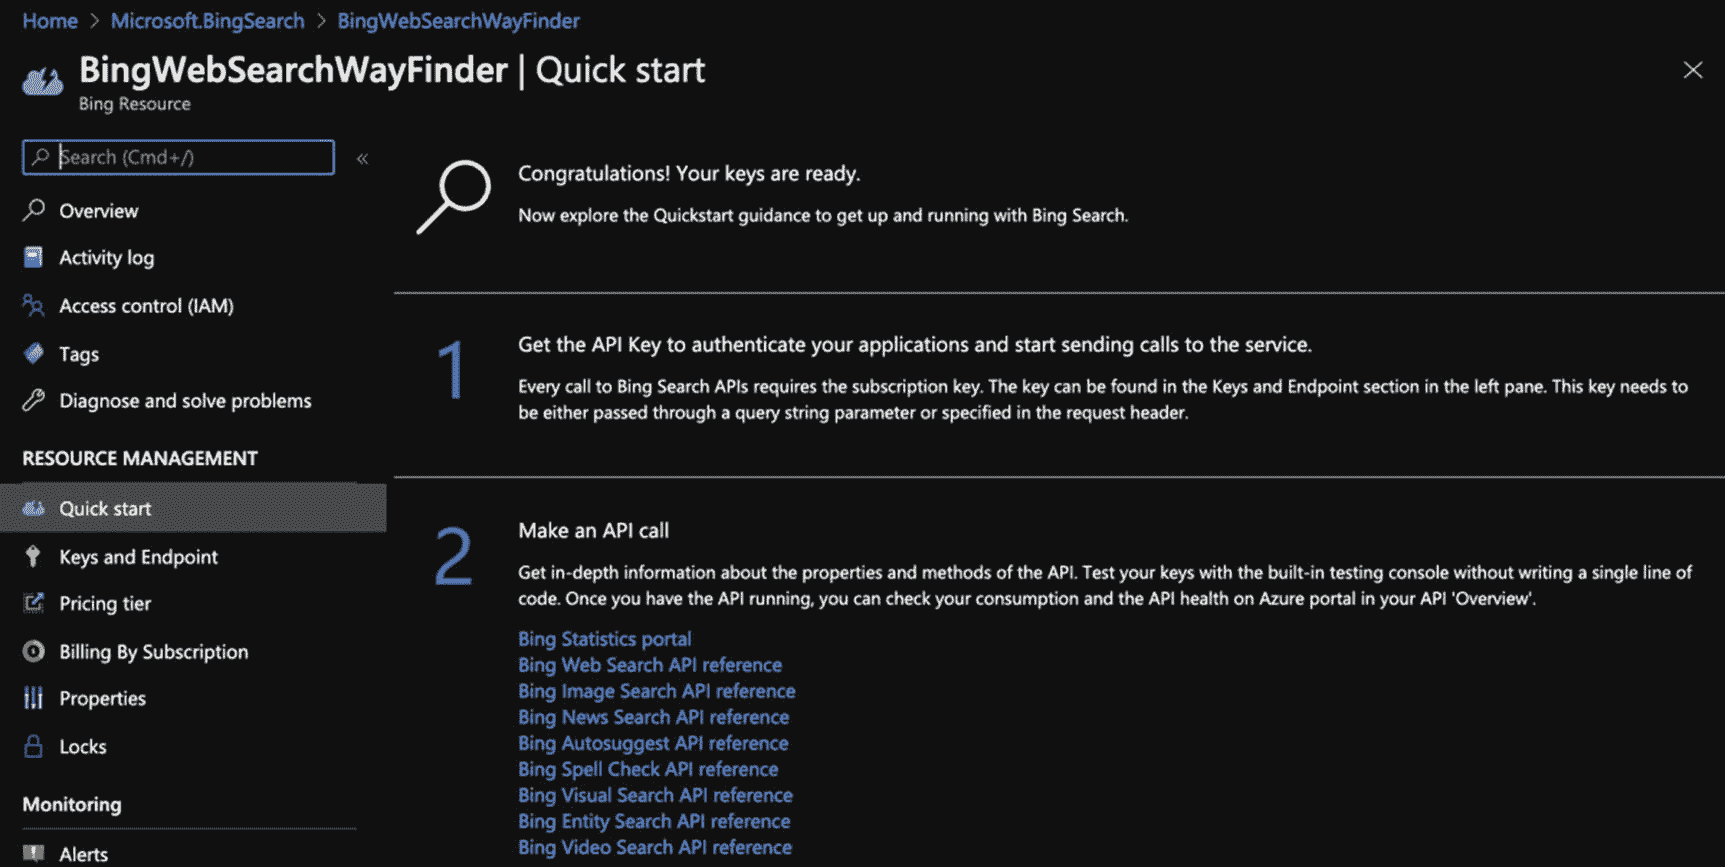 Home > Microsoft.BingSearch > BingWebSearchWayFinder
BingWebSearchWayFinder | Quick start
Bing Resource
Search (Cmd+/)
«
Overview
Activity log
Access control (IAM)
Tags
Diagnose and solve problems
RESOURCE MANAGEMENT
Quick start
Keys and Endpoint
Pricing tier
Billing By Subscription
Properties
Locks
Monitoring
Alerts
Congratulations! Your keys are ready.
Now explore the Quickstart guidance to get up and running with Bing Search.
1
Get the API Key to authenticate your applications and start sending calls to the service.
Every call to Bing Search APIs requires the subscription key. The key can be found in the Keys and Endpoint section in the left pane. This key needs to
be either passed through a query string parameter or specified in the request header.
2
Make an API call
Get in-depth information about the properties and methods of the API. Test your keys with the built-in testing console without writing a single line of
code. Once you have the API running, you can check your consumption and the API health on Azure portal in your API 'Overview'.
Bing Statistics portal
Bing Web Search API reference
Bing Image Search API reference
Bing News Search API reference
Bing Autosuggest API reference
Bing Spell Check API reference
Bing Visual Search API reference
Bing Entity Search API reference
Bing Video Search API reference